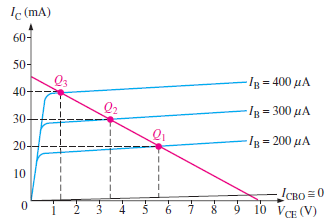 I_C (mA)
60
50
Q_3
I_B = 400 μA
40
Q_2
I_B = 300 μA
30
Q_1
I_B = 200 μA
20
10
I_CBO ≅ 0
0
1 2 3 4 5 6 7 8 9 10 V_CE (V)